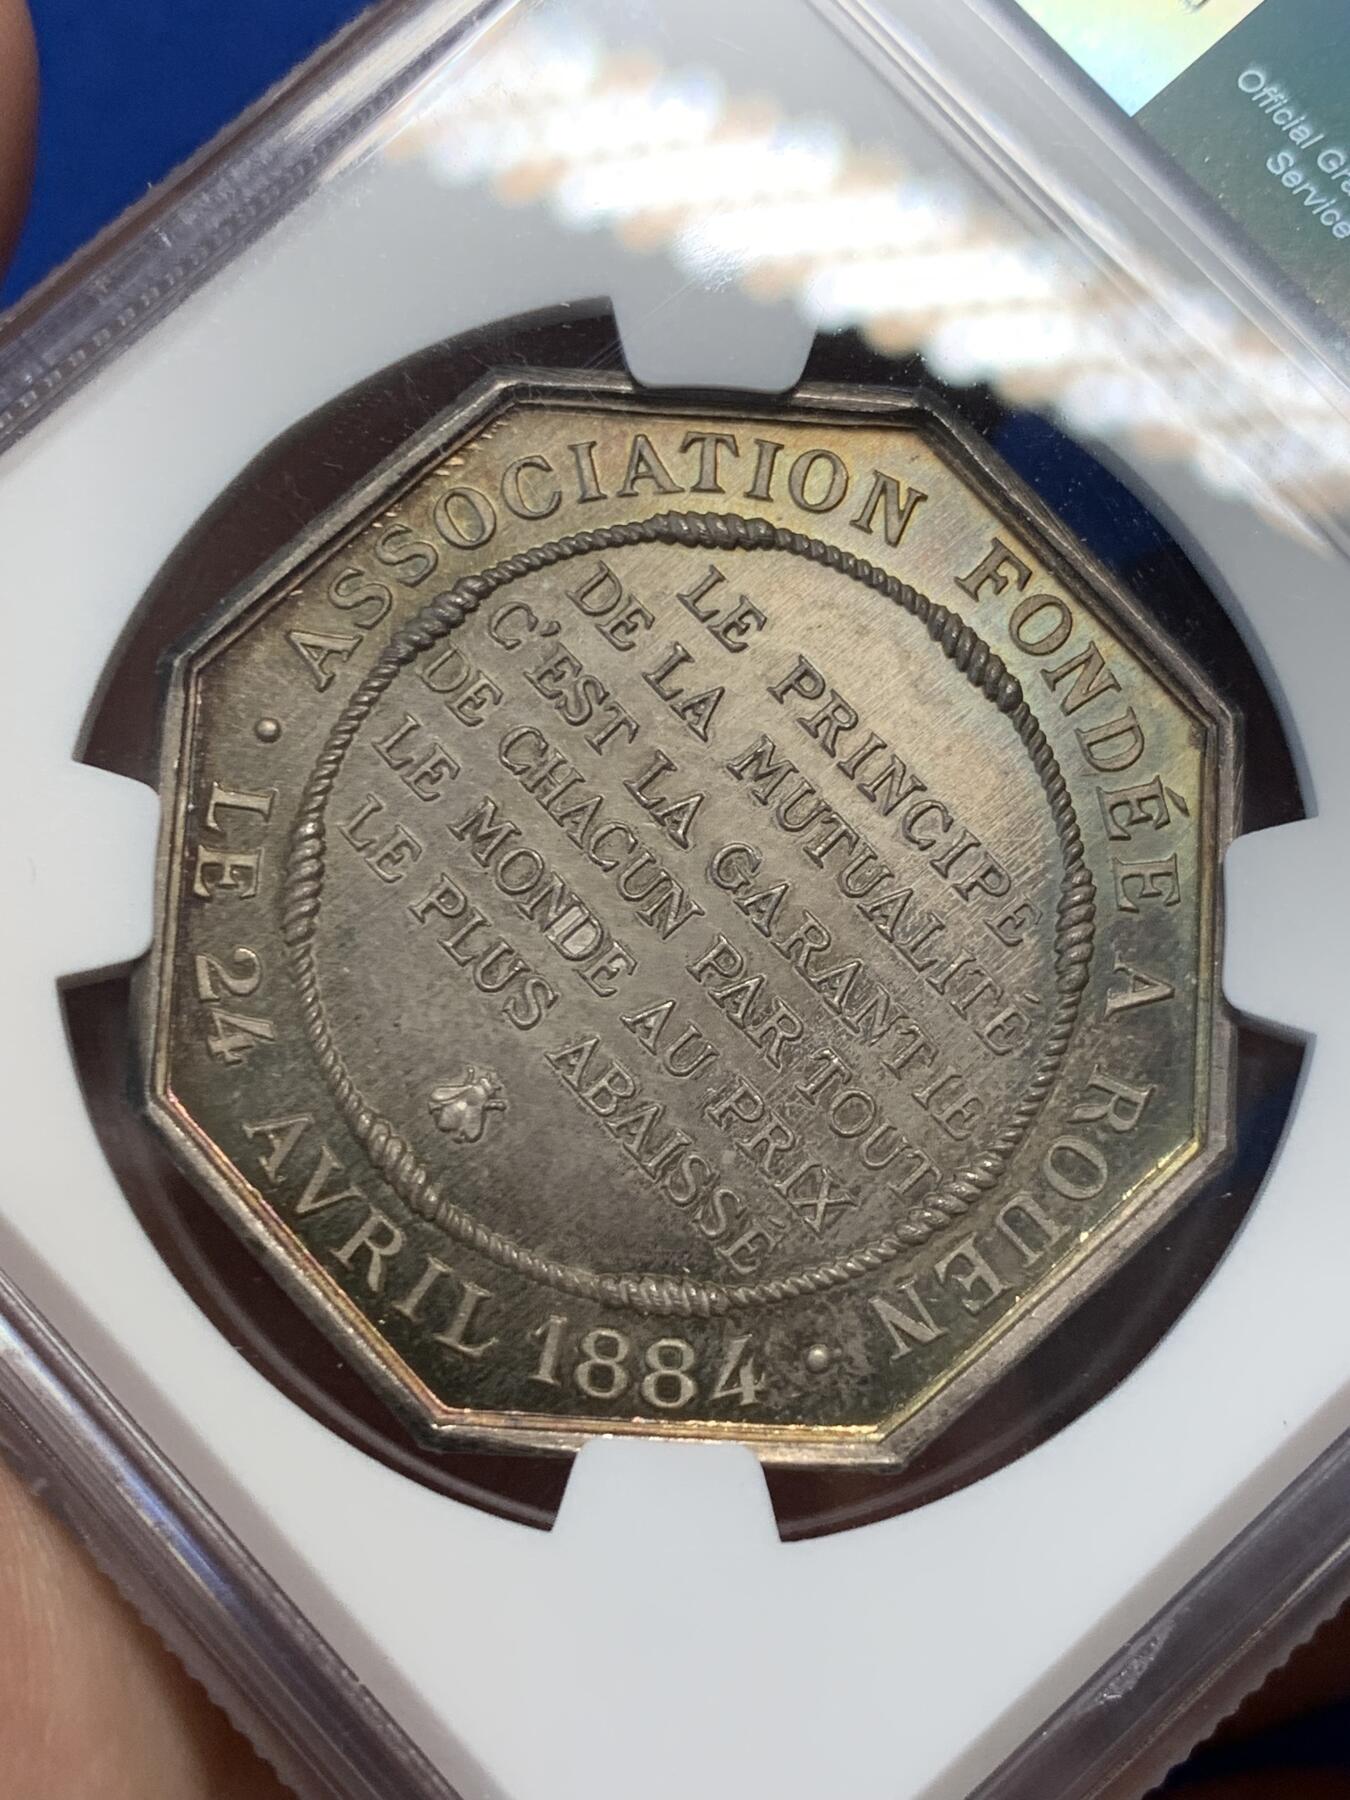 ASSOCIATION FONDÉE A ROUEN
· LE 24 AVRIL 1884 ·
LE PRINCIPE
DE LA MUTUALITÉ
C'EST LA GARANTIE
DE CHACUN PAR TOUT
LE MONDE AU PRIX
LE PLUS ABAISSÉ
Official
Service